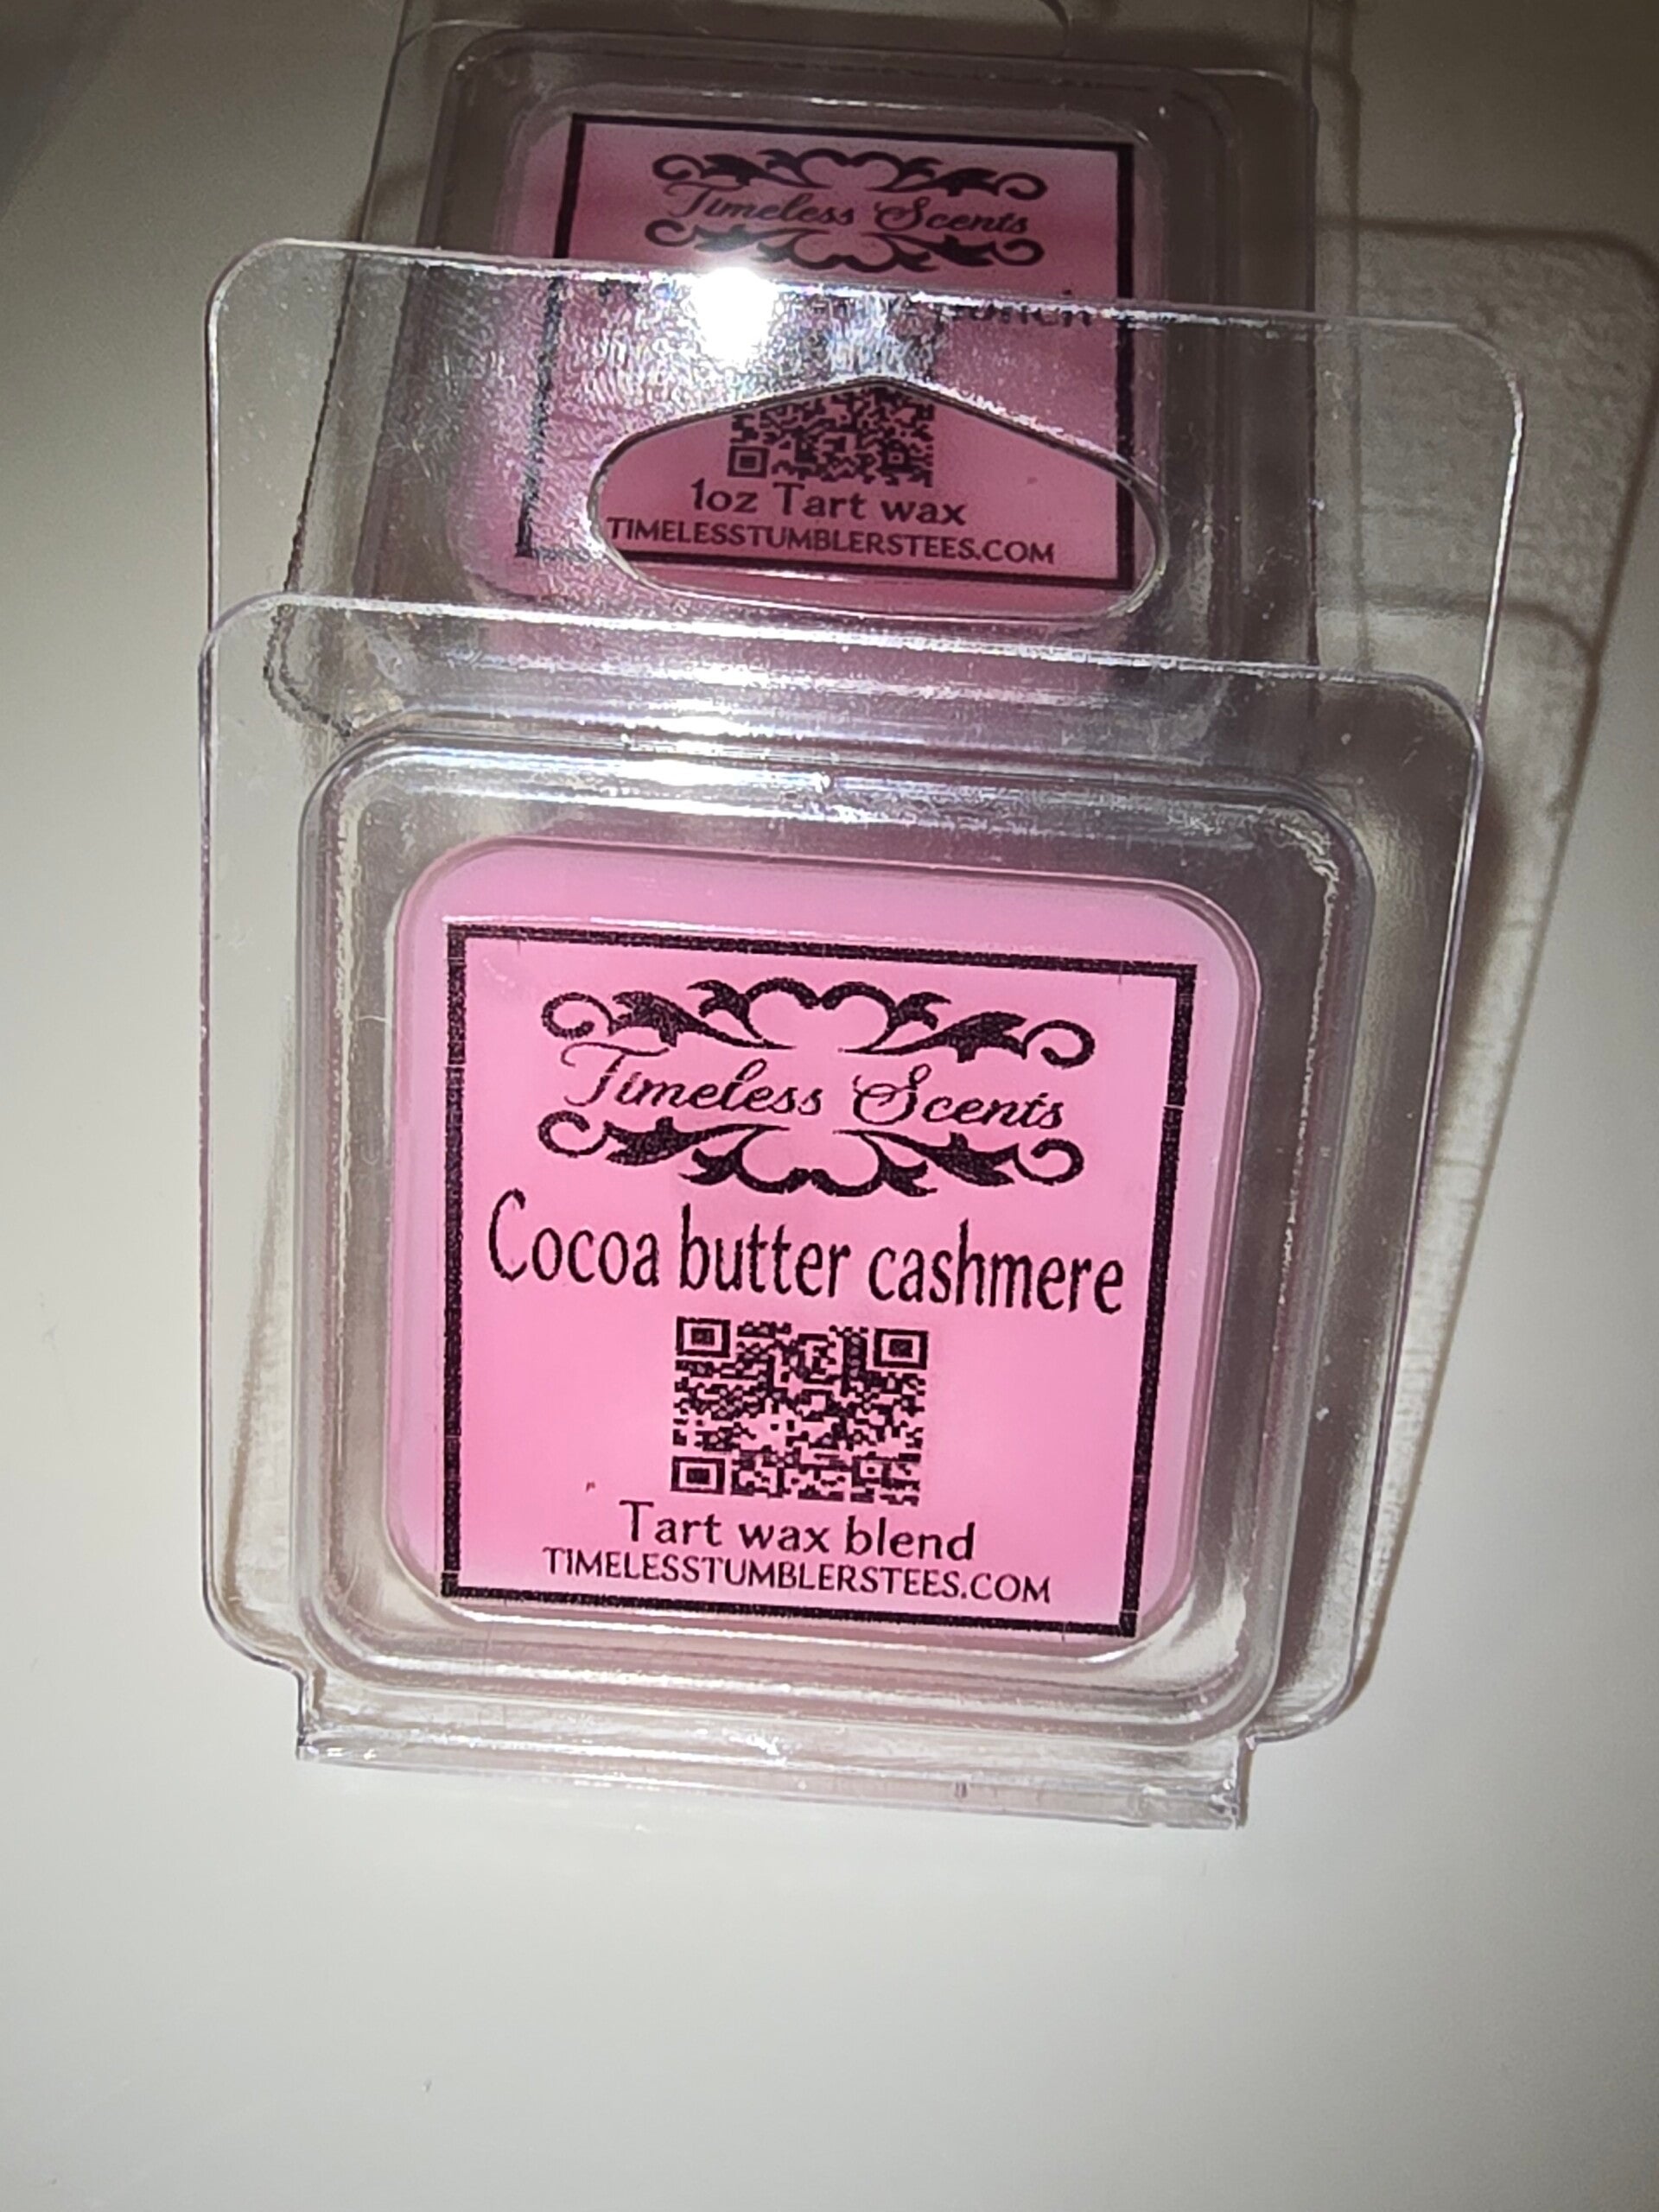 Timeless Scents
1oz Tart wax
TIMELESSTUMBLERSTEES.COM
Timeless Scents
Cocoa butter cashmere
Tart wax blend
TIMELESSTUMBLERSTEES.COM